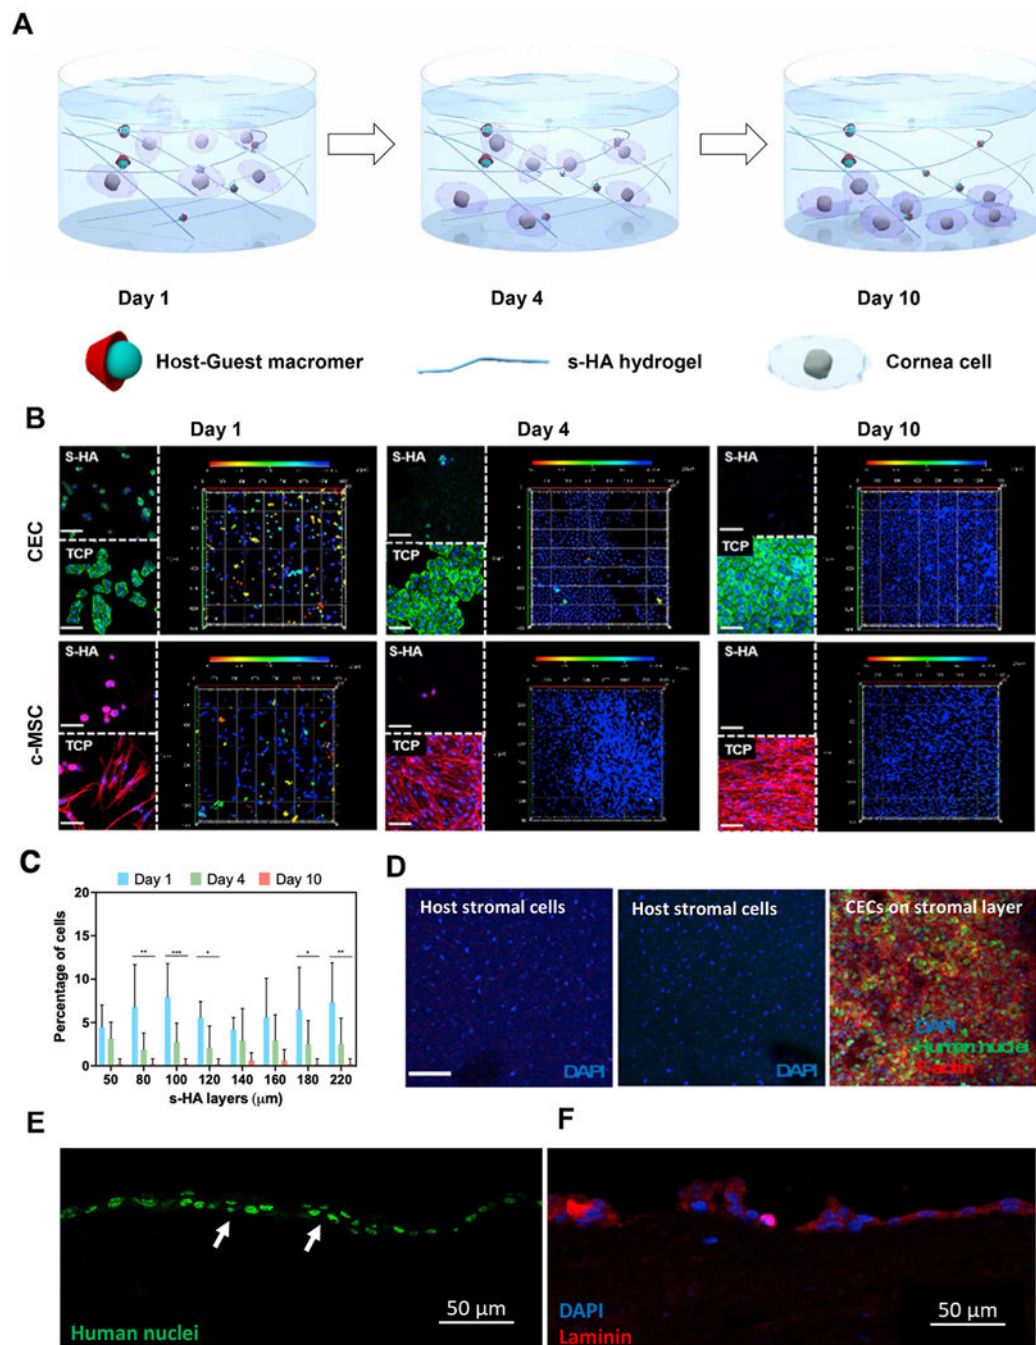 A
Day 1
Day 4
Day 10
Host-Guest macromer
s-HA hydrogel
Cornea cell
B
Day 1
Day 4
Day 10
CEC
S-HA
TCP
S-HA
TCP
S-HA
TCP
c-MSC
S-HA
TCP
S-HA
TCP
S-HA
TCP
C
Day 1 Day 4 Day 10
Percentage of cells
20
15
10
5
0
** *** * * **
50 80 100 120 140 160 180 220
s-HA layers (μm)
D
Host stromal cells
DAPI
Host stromal cells
DAPI
CECs on stromal layer
DAPI
Human nuclei
F-actin
E
50 μm
Human nuclei
F
DAPI
Laminin
50 μm